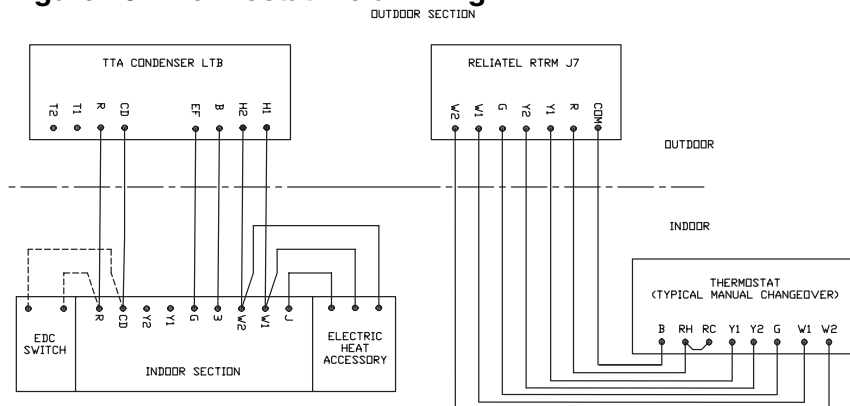 OUTDOOR SECTION
TTA CONDENSER LTB
T2 T1 R CD EF B H2 H1
RELIATEL RTRM J7
W2 W1 G Y2 Y1 R COM
OUTDOOR
INDOOR
THERMOSTAT
(TYPICAL MANUAL CHANGEOVER)
B RH RC Y1 Y2 G W1 W2
R CD Y2 Y1 G 3 W2 W1 J
EDC
SWITCH
INDOOR SECTION
ELECTRIC
HEAT
ACCESSORY